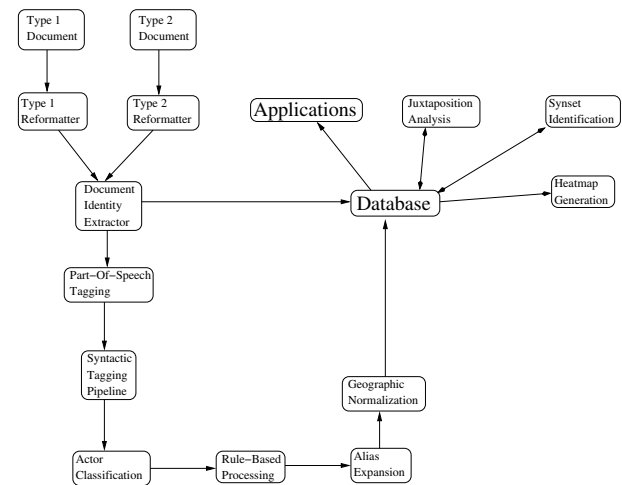 Type 1
Document
Type 2
Document
Type 1
Reformatter
Type 2
Reformatter
Applications
Juxtaposition
Analysis
Synset
Identification
Document
Identity
Extractor
Database
Heatmap
Generation
Part-Of-Speech
Tagging
Syntactic
Tagging
Pipeline
Geographic
Normalization
Actor
Classification
Rule-Based
Processing
Alias
Expansion